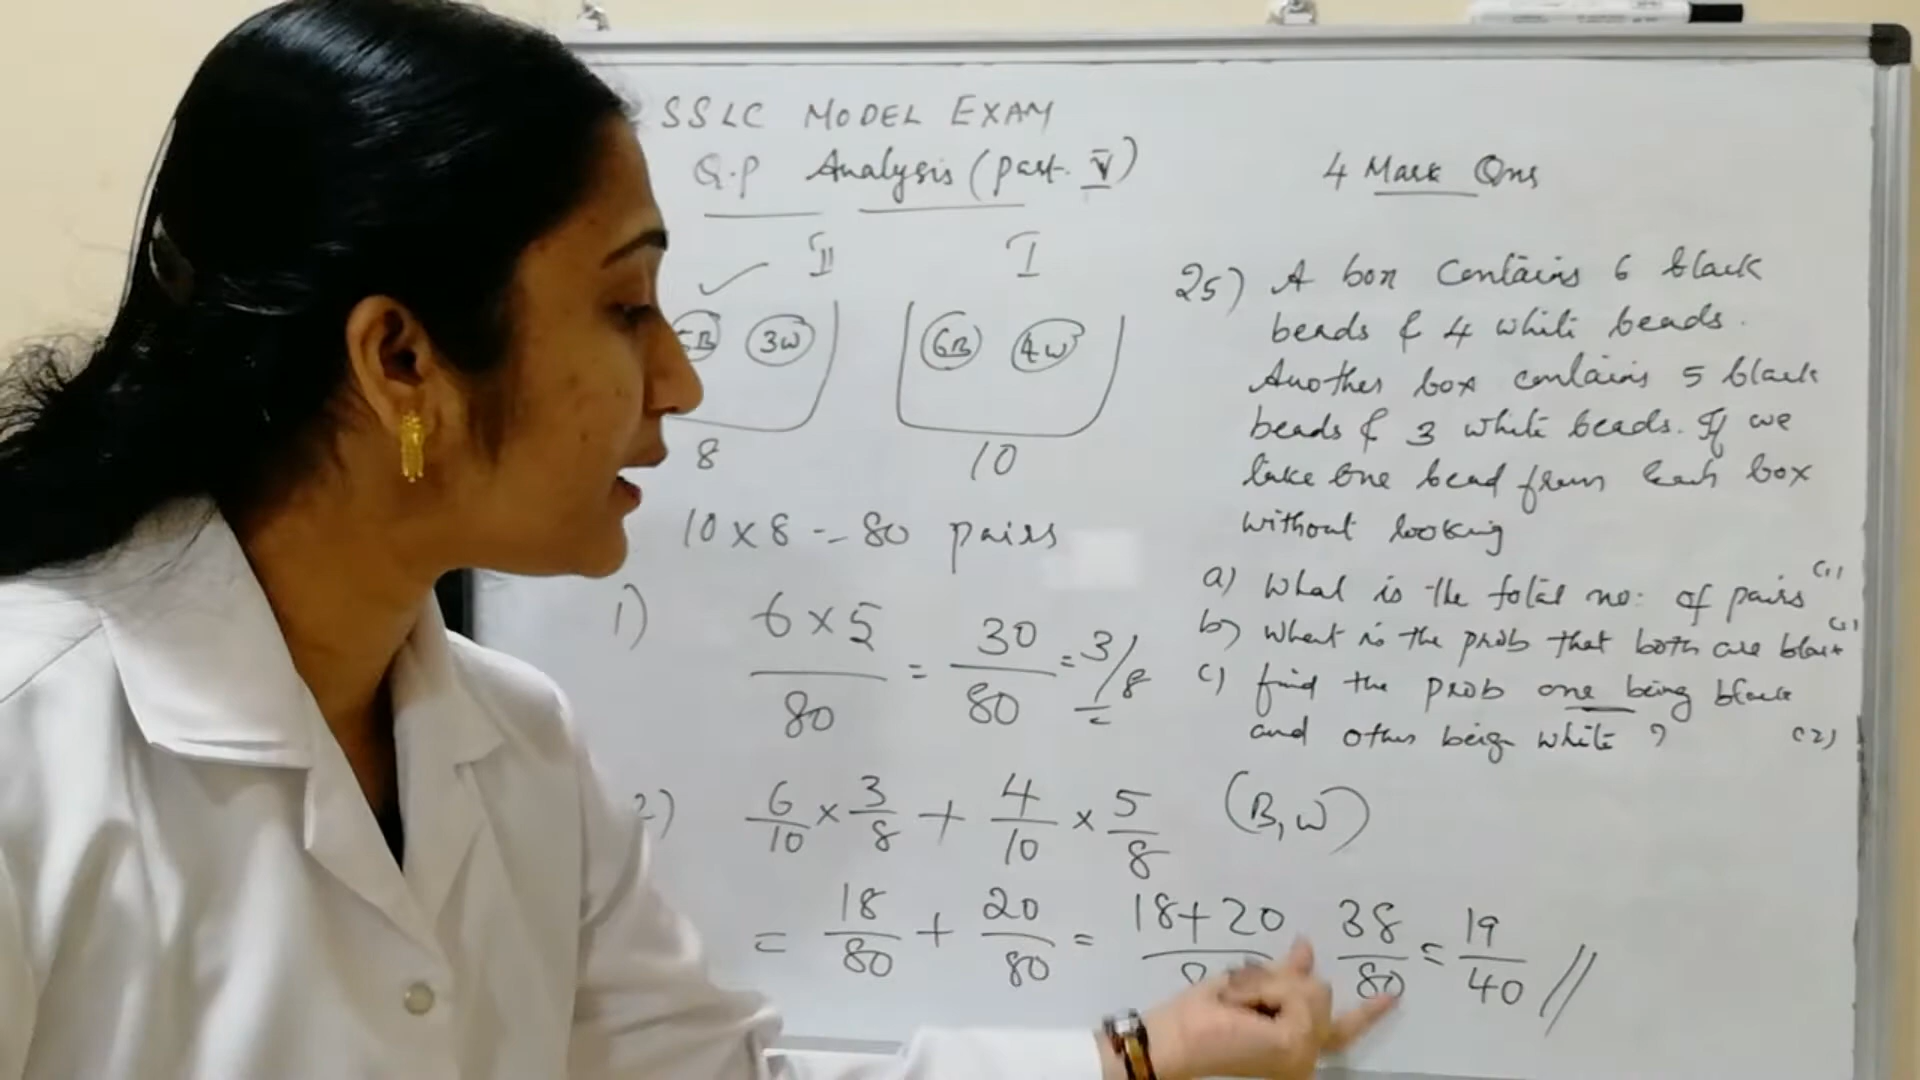 SSLC MODEL EXAM
Q.P Analysis (part. V)
4 Mark Qns
II I
3W 6B 4W
8 10
10 x 8 = 80 pairs
1) 6 x 5 / 80 = 30 / 80 = 3/8
2) 6/10 x 3/8 + 4/10 x 5/8 (B, W)
= 18/80 + 20/80 = 18+20 / 38/80 = 19/40 //
25) A box contains 6 black
beads & 4 white beads.
Another box contains 5 black
beads & 3 white beads. If we
take one bead from each box
without looking
a) What is the total no: of pairs (1)
b) What is the prob that both are black (1)
c) find the prob one being black
and other beign white ? (2)